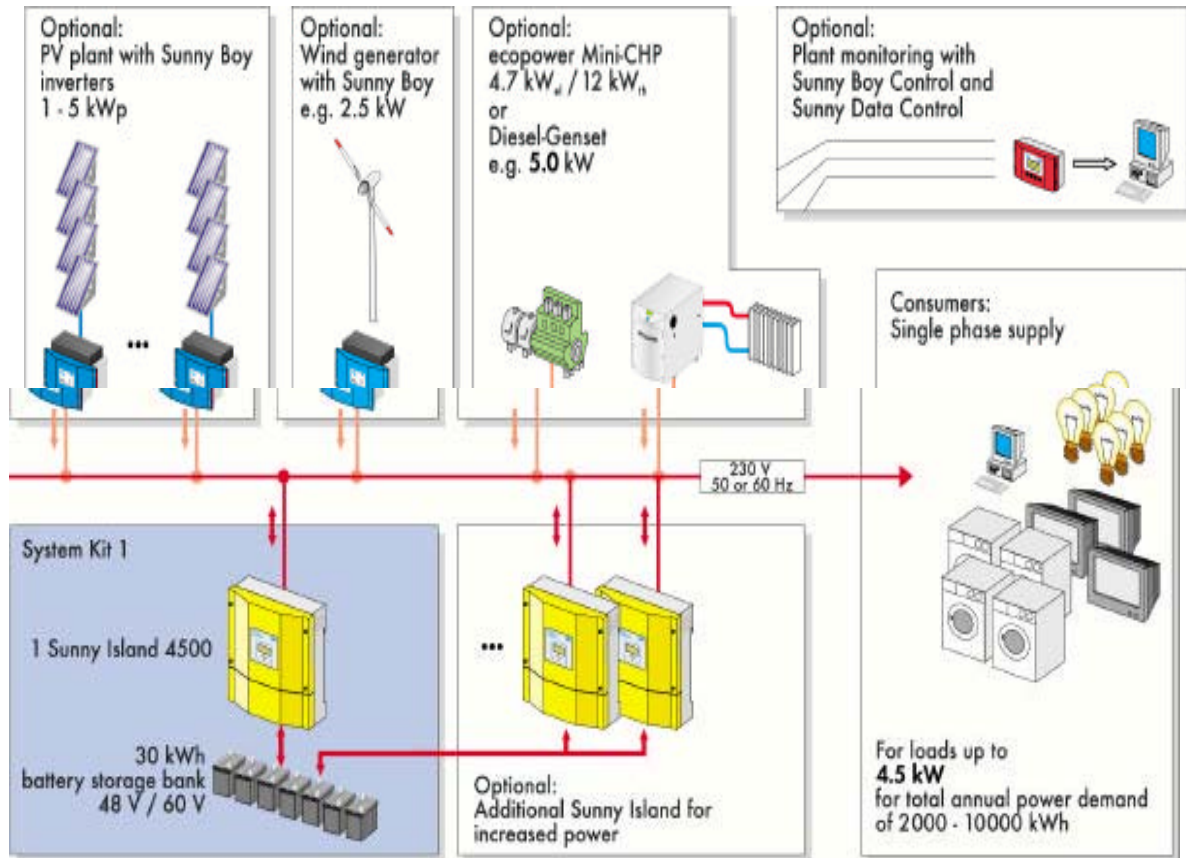 Optional:
PV plant with Sunny Boy
inverters
1 - 5 kWp
Optional:
Wind generator
with Sunny Boy
e.g. 2.5 kW
Optional:
ecopower Mini-CHP
4.7 kWel / 12 kWth
or
Diesel-Genset
e.g. 5.0 kW
Optional:
Plant monitoring with
Sunny Boy Control and
Sunny Data Control
...
Consumers:
Single phase supply
230 V
50 or 60 Hz
System Kit 1
1 Sunny Island 4500
30 kWh
battery storage bank
48 V / 60 V
...
Optional:
Additional Sunny Island for
increased power
For loads up to
4.5 kW
for total annual power demand
of 2000 - 10000 kWh